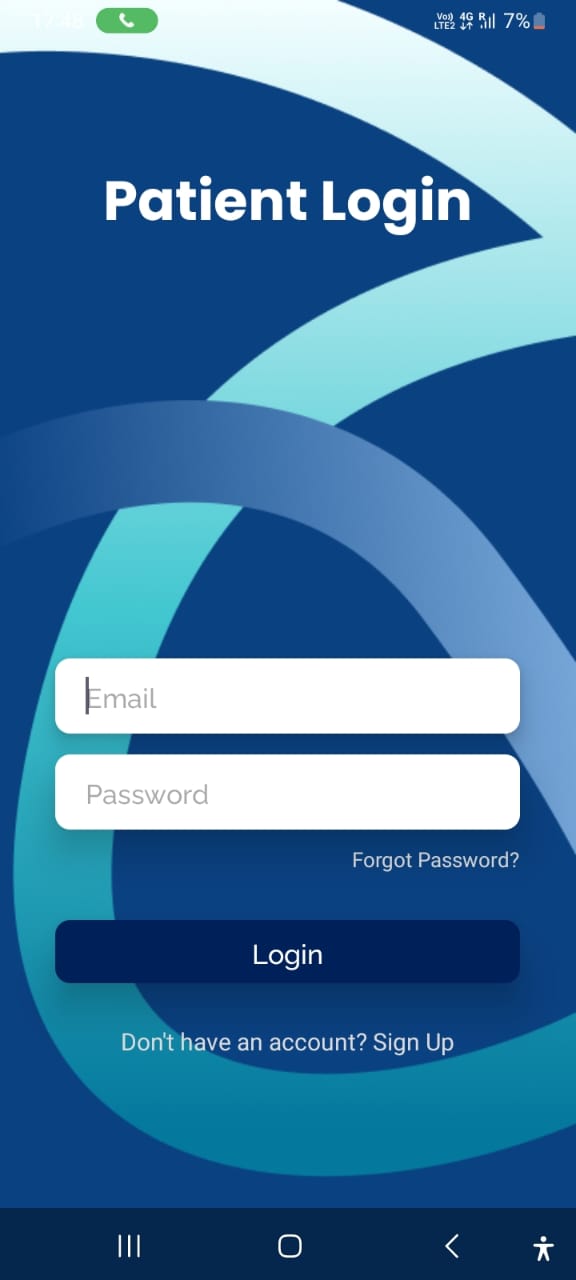 17:48
Vo)) 4G R 7%
LTE2
Patient Login
Email
Password
Forgot Password?
Login
Don't have an account? Sign Up